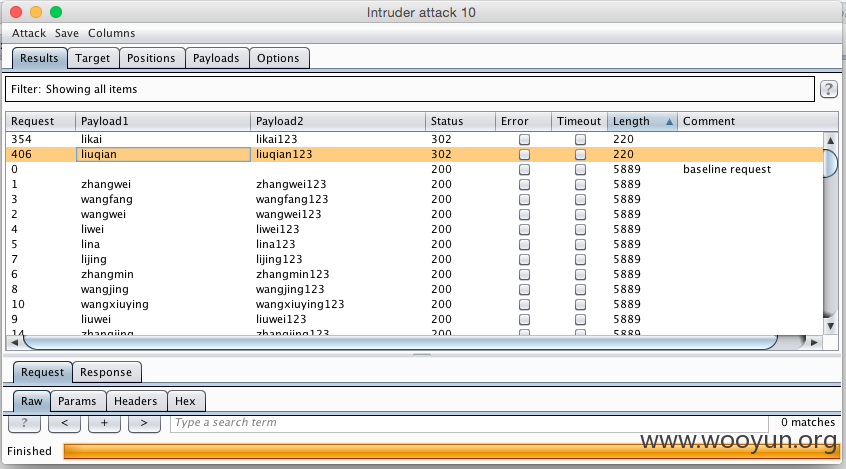 Intruder attack 10
Attack Save Columns
Results Target Positions Payloads Options
Filter: Showing all items ?
Request Payload1 Payload2 Status Error Timeout Length Comment
354 likai likai123 302 220
406 liuqian liuqian123 302 220
0 200 5889 baseline request
1 zhangwei zhangwei123 200 5889
3 wangfang wangfang123 200 5889
2 wangwei wangwei123 200 5889
4 liwei liwei123 200 5889
5 lina lina123 200 5889
7 lijing lijing123 200 5889
6 zhangmin zhangmin123 200 5889
8 wangjing wangjing123 200 5889
10 wangxiuying wangxiuying123 200 5889
9 liuwei liuwei123 200 5889
14 zhangjing zhangjing123 200 5889
Request Response
Raw Params Headers Hex
? < + > Type a search term 0 matches
www.wooyun.org
Finished